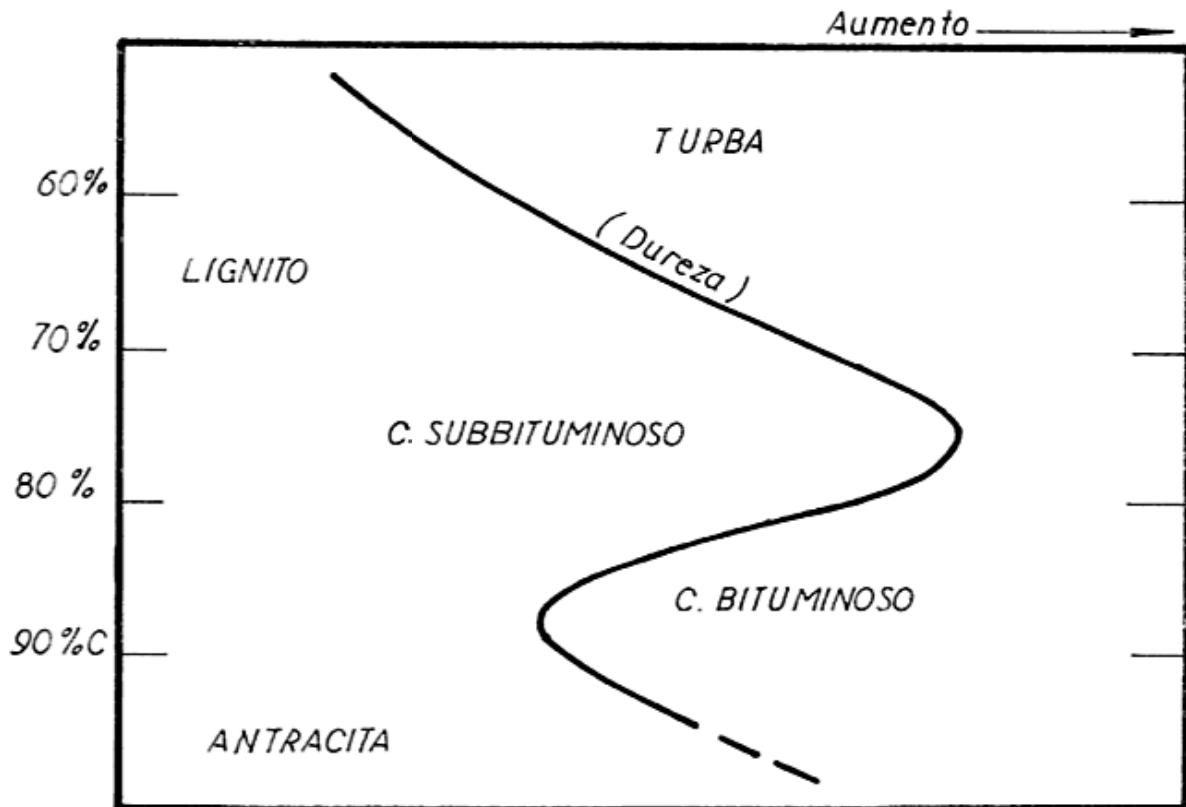 Aumento
TURBA
60%
(Dureza)
LIGNITO
70%
C. SUBBITUMINOSO
80 %
C. BITUMINOSO
90%C
ANTRACITA